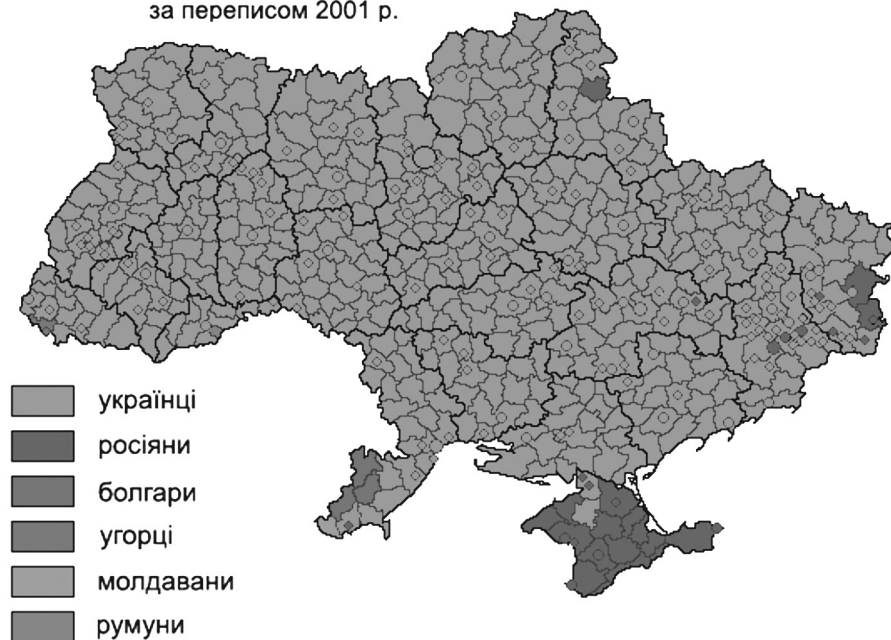 за переписом 2001 р.
українці
росіяни
болгари
угорці
молдавани
румуни